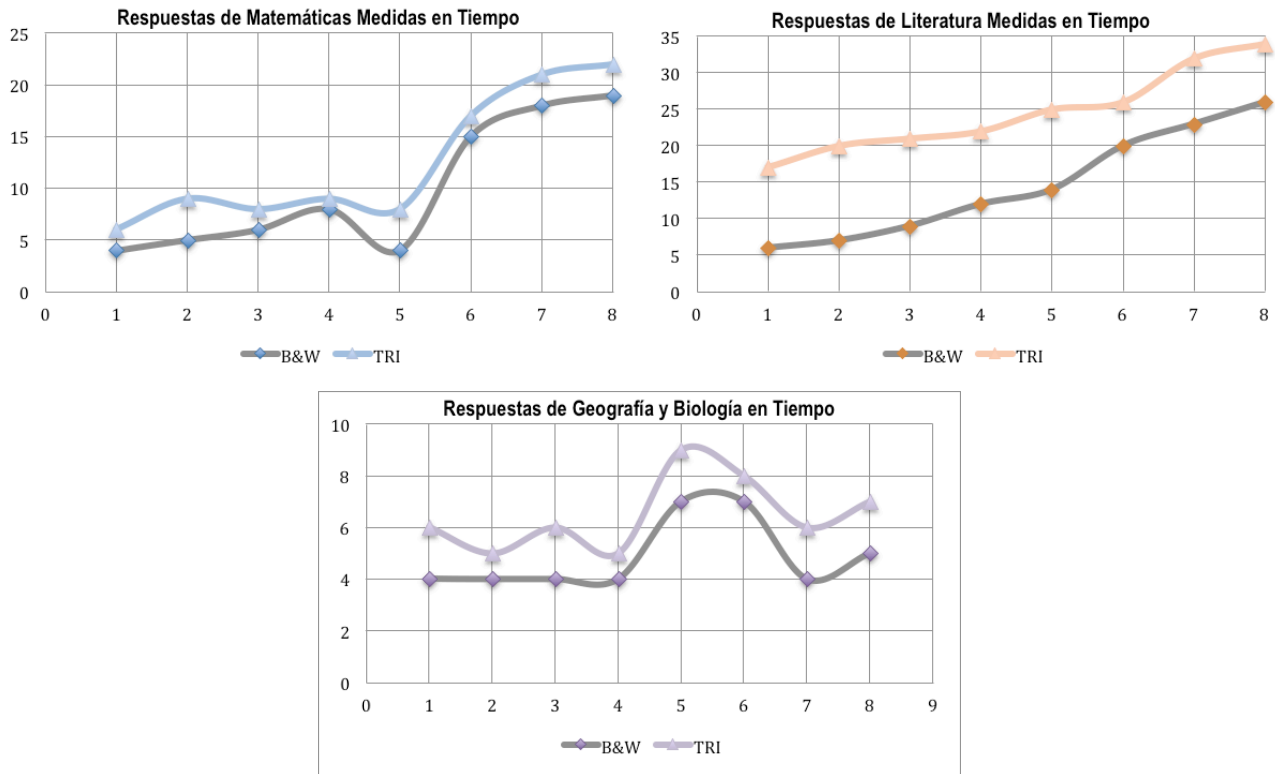 Respuestas de Matemáticas Medidas en Tiempo
25
20
15
10
5
0
0 1 2 3 4 5 6 7 8
B&W TRI
Respuestas de Literatura Medidas en Tiempo
35
30
25
20
15
10
5
0
0 1 2 3 4 5 6 7 8
B&W TRI
Respuestas de Geografía y Biología en Tiempo
10
8
6
4
2
0
0 1 2 3 4 5 6 7 8 9
B&W TRI